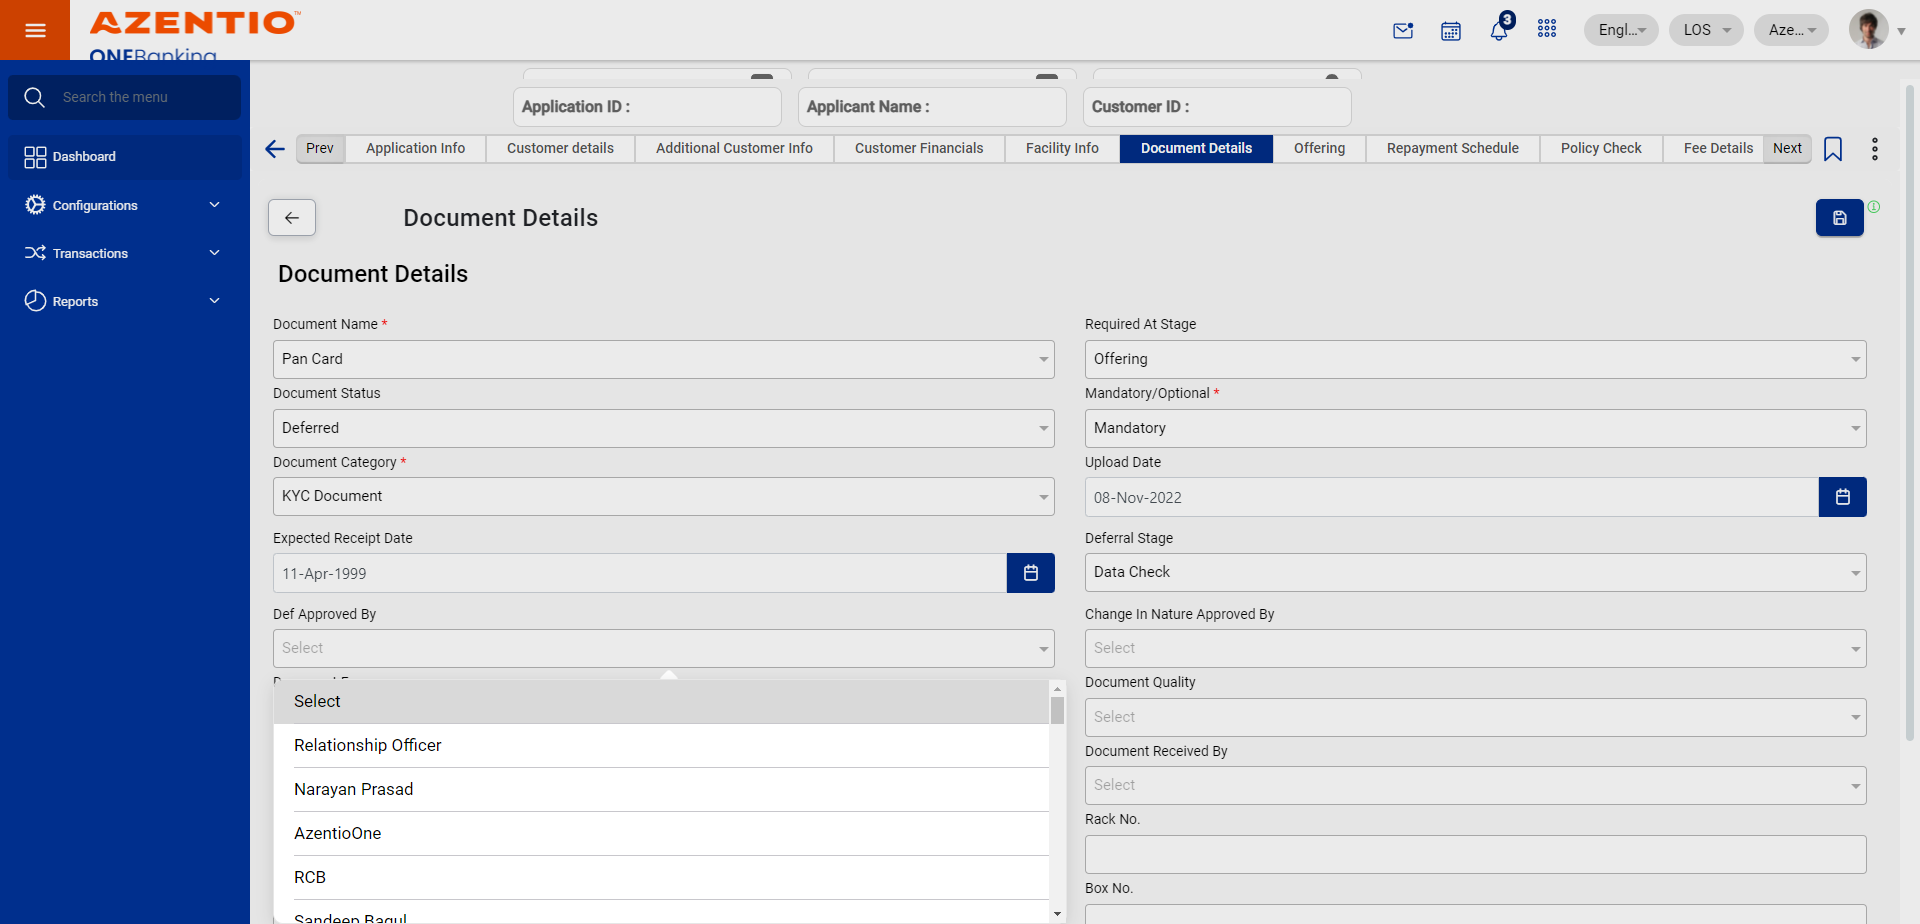 AZENTIO™
ONEBanking
3
Engl...
LOS
Aze...
Search the menu
Dashboard
Configurations
Transactions
Reports
Application ID :
Applicant Name :
Customer ID :
Prev
Application Info
Customer details
Additional Customer Info
Customer Financials
Facility Info
Document Details
Offering
Repayment Schedule
Policy Check
Fee Details
Next
Document Details
Document Details
Document Name *
Pan Card
Required At Stage
Offering
Document Status
Deferred
Mandatory/Optional *
Mandatory
Document Category *
KYC Document
Upload Date
08-Nov-2022
Expected Receipt Date
11-Apr-1999
Deferral Stage
Data Check
Def Approved By
Select
Change In Nature Approved By
Select
Select
Relationship Officer
Narayan Prasad
AzentioOne
RCB
Sandeep Bagul
Document Quality
Select
Document Received By
Select
Rack No.
Box No.